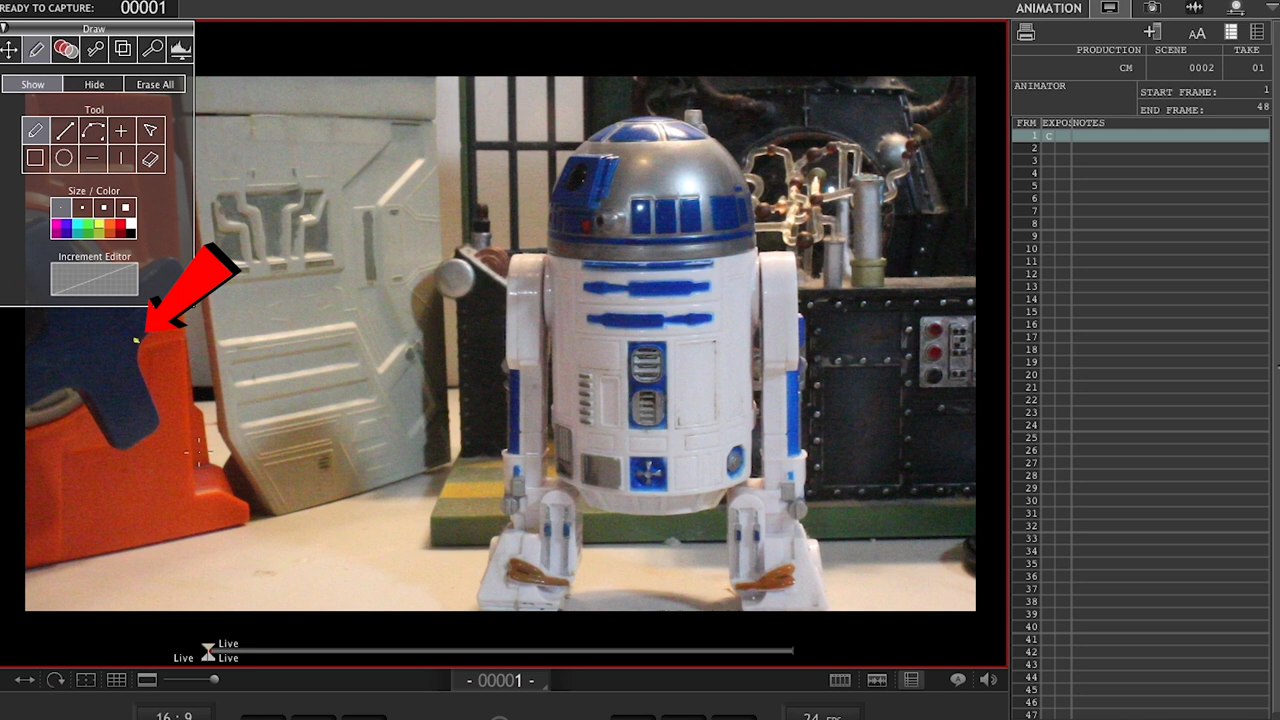 READY TO CAPTURE: 00001
ANIMATION
Draw
Show Hide Erase All
Tool
Size / Color
Increment Editor
AA
PRODUCTION SCENE TAKE
CM 0002 01
ANIMATOR
START FRAME: 1
END FRAME: 48
FRM EXPOS NOTES
1 C
2
3
4
5
6
7
8
9
10
11
12
13
14
15
16
17
18
19
20
21
22
23
24
25
26
27
28
29
30
31
32
33
34
35
36
37
38
39
40
41
42
43
44
45
46
47
Live
Live Live
- 00001 -
16 : 9
24 FPS